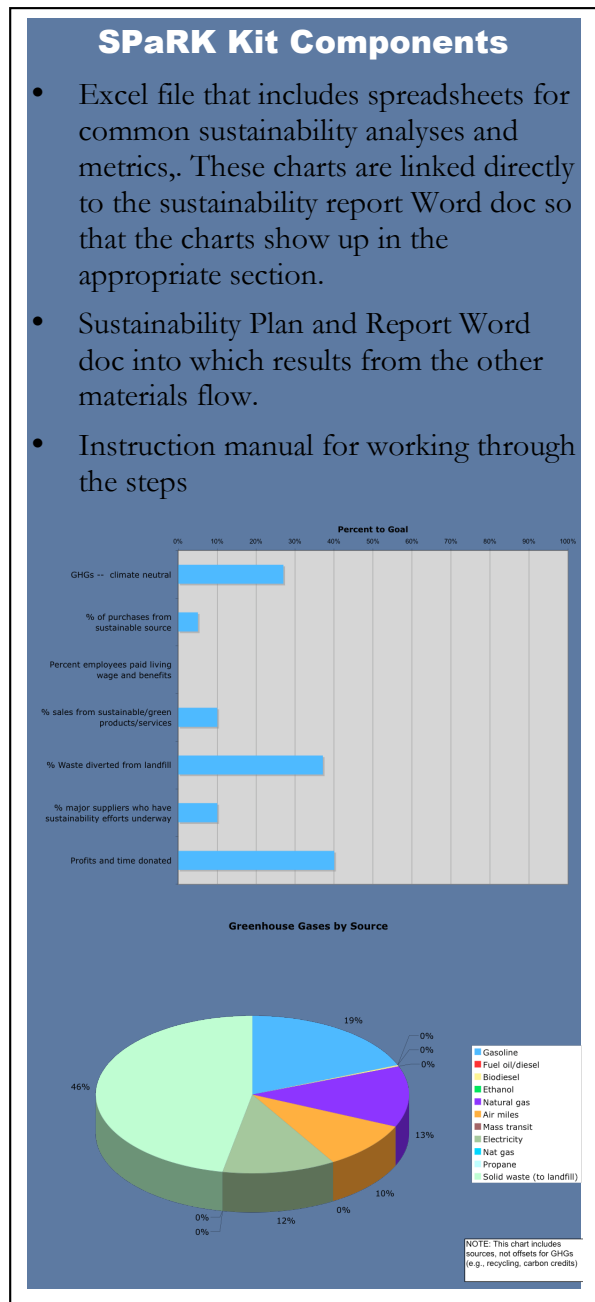 SPaRK Kit Components
• Excel file that includes spreadsheets for
common sustainability analyses and
metrics,. These charts are linked directly
to the sustainability report Word doc so
that the charts show up in the
appropriate section.
• Sustainability Plan and Report Word
doc into which results from the other
materials flow.
• Instruction manual for working through
the steps
Percent to Goal
0% 10% 20% 30% 40% 50% 60% 70% 80% 90% 100%
GHGs -- climate neutral
% of purchases from
sustainable source
Percent employees paid living
wage and benefits
% sales from sustainable/green
products/services
% Waste diverted from landfill
% major suppliers who have
sustainability efforts underway
Profits and time donated
Greenhouse Gases by Source
19%
0%
0%
0%
46%
13%
10%
0%
12%
0%
0%
Gasoline
Fuel oil/diesel
Biodiesel
Ethanol
Natural gas
Air miles
Mass transit
Electricity
Nat gas
Propane
Solid waste (to landfill)
NOTE: This chart includes
sources, not offsets for GHGs
(e.g., recycling, carbon credits)